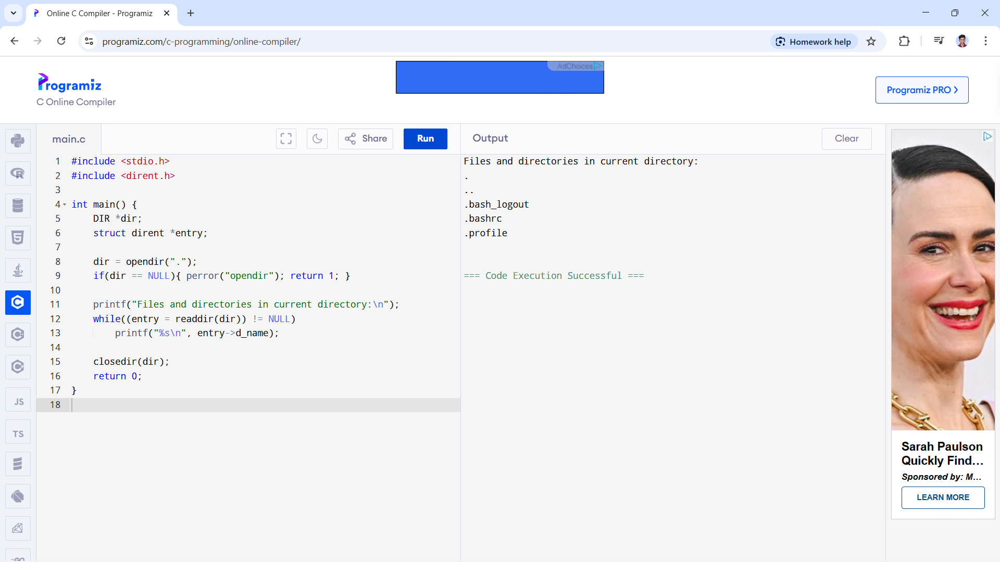 Online C Compiler - Programiz
programiz.com/c-programming/online-compiler/
Homework help
AdChoices
Programiz
C Online Compiler
Programiz PRO
main.c
Share
Run
Output
Clear
1 #include <stdio.h>
2 #include <dirent.h>
3
4 int main() {
5     DIR *dir;
6     struct dirent *entry;
7
8     dir = opendir(".");
9     if(dir == NULL){ perror("opendir"); return 1; }
10
11     printf("Files and directories in current directory:\n");
12     while((entry = readdir(dir)) != NULL)
13         printf("%s\n", entry->d_name);
14
15     closedir(dir);
16     return 0;
17 }
18
Files and directories in current directory:
.
..
.bash_logout
.bashrc
.profile
=== Code Execution Successful ===
JS
TS
GO
Sarah Paulson
Quickly Find...
Sponsored by: M...
LEARN MORE